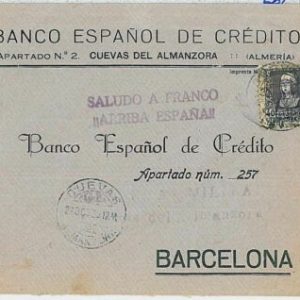 BANCO ESPAÑOL DE CRÉDITO
APARTADO N.º 2. CUEVAS DEL ALMANZORA (ALMERÍA)
SALUDO A FRANCO
¡¡ARRIBA ESPAÑA!!
Banco Español de Crédito
Apartado núm. 257
CUEVAS
BARCELONA